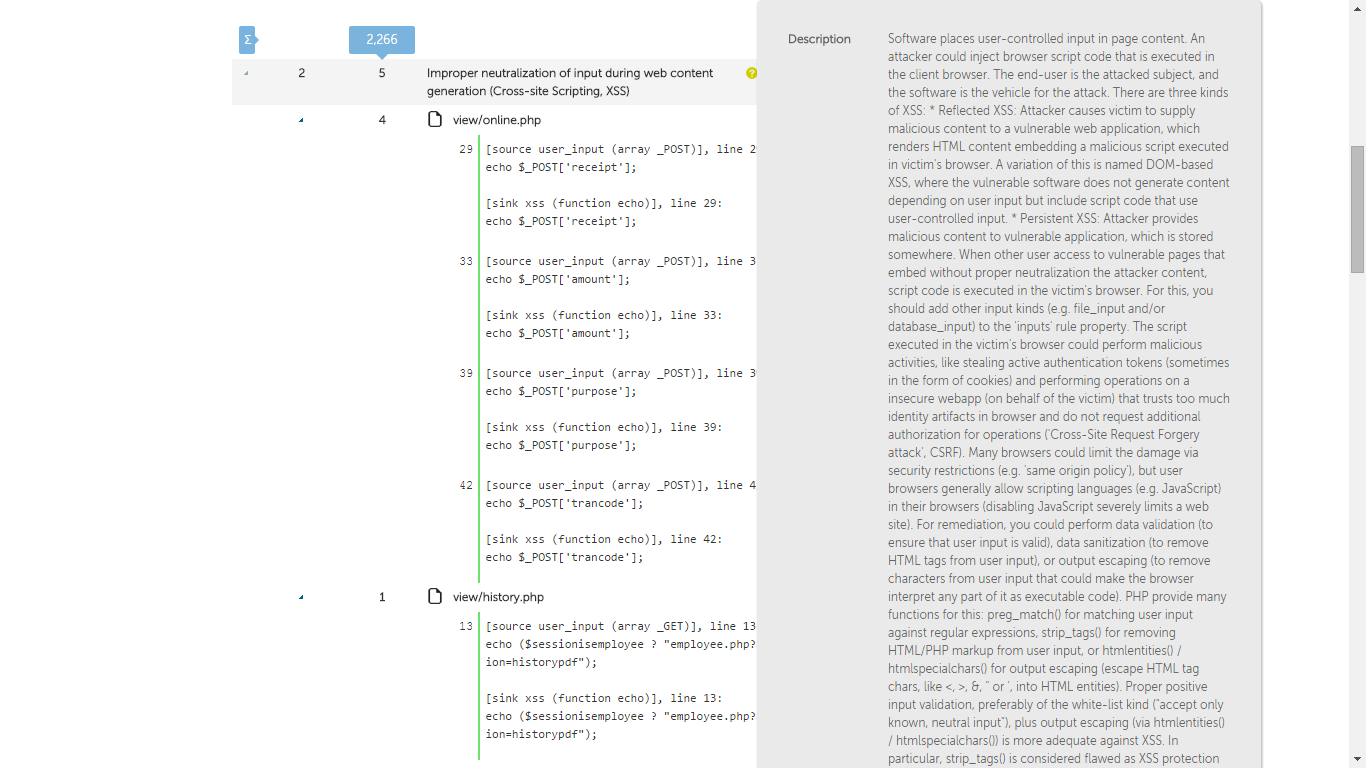 Σ
2,266
2 5 Improper neutralization of input during web content
generation (Cross-site Scripting, XSS)
?
4 view/online.php
29 [source user_input (array _POST)], line 2
echo $_POST['receipt'];
[sink xss (function echo)], line 29:
echo $_POST['receipt'];
33 [source user_input (array _POST)], line 3
echo $_POST['amount'];
[sink xss (function echo)], line 33:
echo $_POST['amount'];
39 [source user_input (array _POST)], line 3
echo $_POST['purpose'];
[sink xss (function echo)], line 39:
echo $_POST['purpose'];
42 [source user_input (array _POST)], line 4
echo $_POST['trancode'];
[sink xss (function echo)], line 42:
echo $_POST['trancode'];
1 view/history.php
13 [source user_input (array _GET)], line 13
echo ($sessionisemployee ? "employee.php?
ion=historypdf");
[sink xss (function echo)], line 13:
echo ($sessionisemployee ? "employee.php?
ion=historypdf");
Description
Software places user-controlled input in page content. An
attacker could inject browser script code that is executed in
the client browser. The end-user is the attacked subject, and
the software is the vehicle for the attack. There are three kinds
of XSS: * Reflected XSS: Attacker causes victim to supply
malicious content to a vulnerable web application, which
renders HTML content embedding a malicious script executed
in victim's browser. A variation of this is named DOM-based
XSS, where the vulnerable software does not generate content
depending on user input but include script code that use
user-controlled input. * Persistent XSS: Attacker provides
malicious content to vulnerable application, which is stored
somewhere. When other user access to vulnerable pages that
embed without proper neutralization the attacker content,
script code is executed in the victim's browser. For this, you
should add other input kinds (e.g. file_input and/or
database_input) to the 'inputs' rule property. The script
executed in the victim's browser could perform malicious
activities, like stealing active authentication tokens (sometimes
in the form of cookies) and performing operations on a
insecure webapp (on behalf of the victim) that trusts too much
identity artifacts in browser and do not request additional
authorization for operations ('Cross-Site Request Forgery
attack', CSRF). Many browsers could limit the damage via
security restrictions (e.g. 'same origin policy'), but user
browsers generally allow scripting languages (e.g. JavaScript)
in their browsers (disabling JavaScript severely limits a web
site). For remediation, you could perform data validation (to
ensure that user input is valid), data sanitization (to remove
HTML tags from user input), or output escaping (to remove
characters from user input that could make the browser
interpret any part of it as executable code). PHP provide many
functions for this: preg_match() for matching user input
against regular expressions, strip_tags() for removing
HTML/PHP markup from user input, or htmlentities() /
htmlspecialchars() for output escaping (escape HTML tag
chars, like <, >, &, " or ', into HTML entities). Proper positive
input validation, preferably of the white-list kind ("accept only
known, neutral input"), plus output escaping (via htmlentities()
/ htmlspecialchars()) is more adequate against XSS. In
particular, strip_tags() is considered flawed as XSS protection